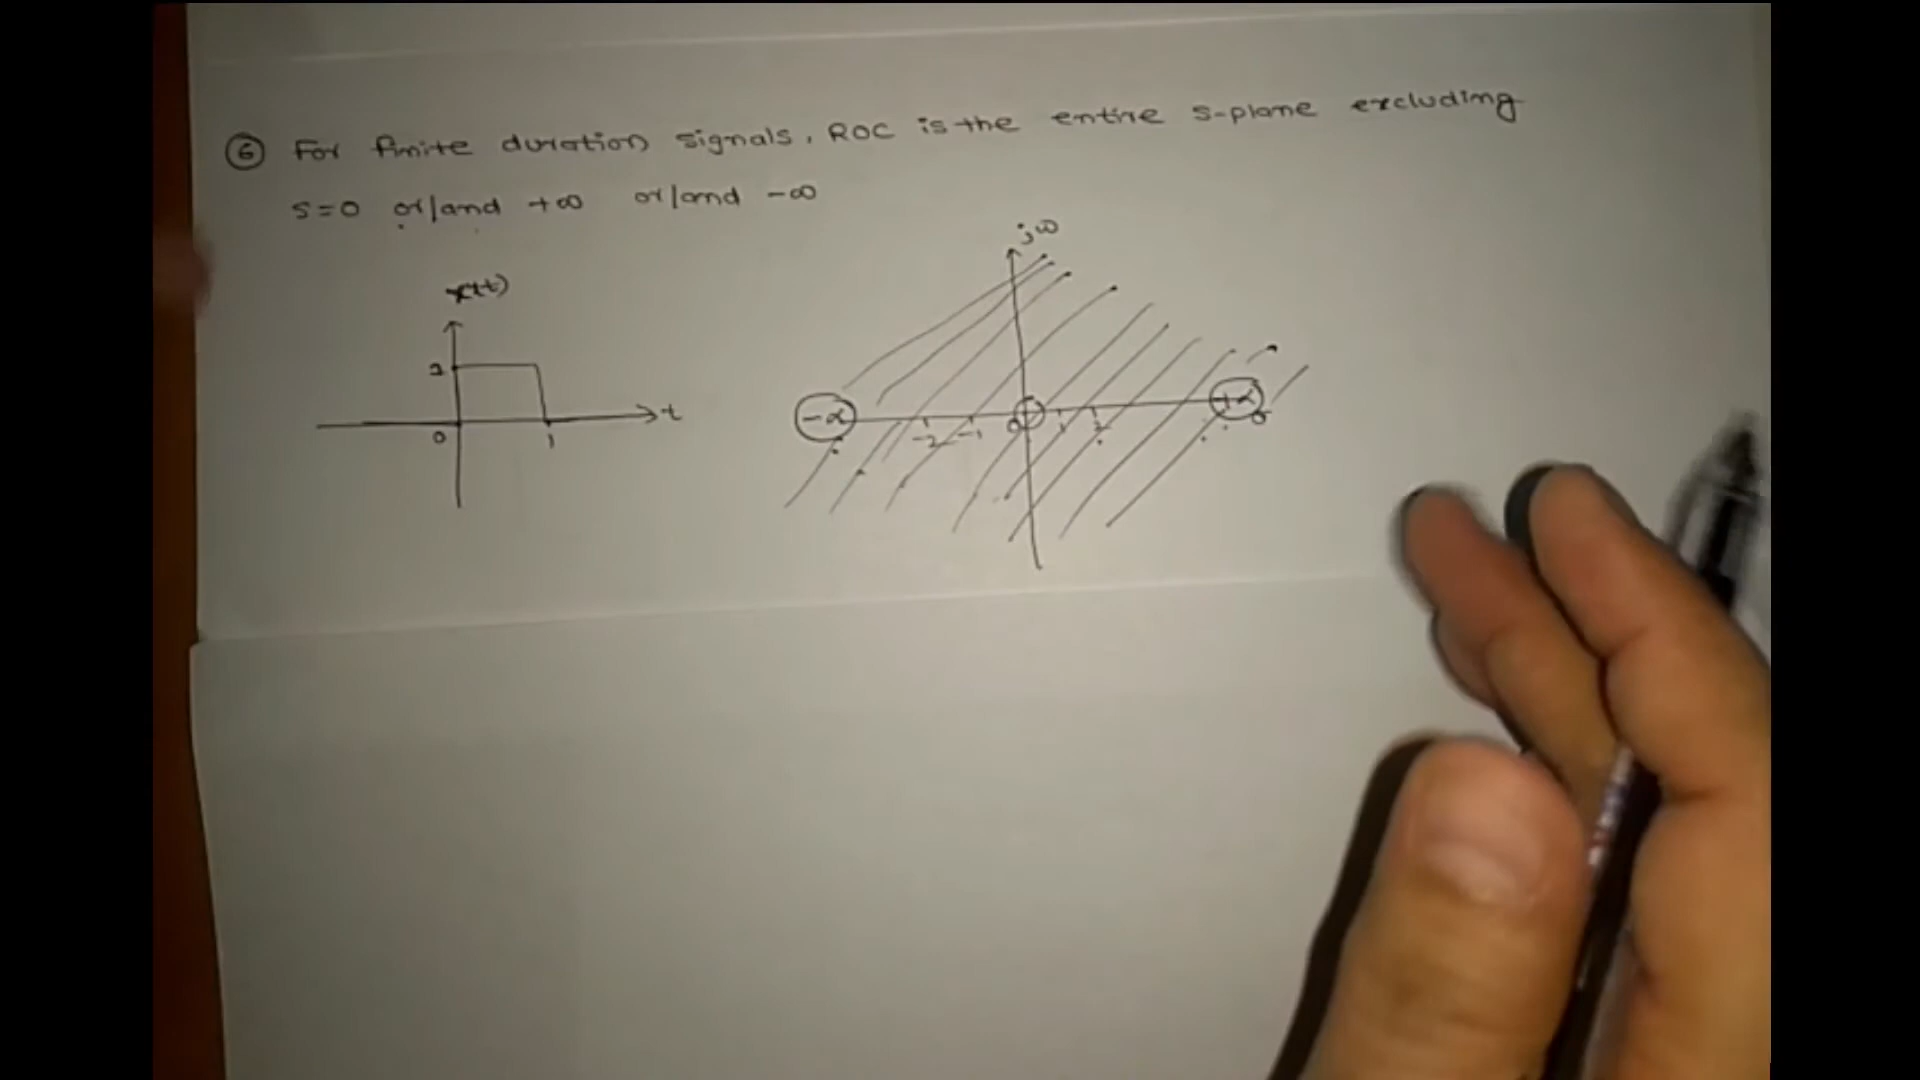 ⑥ For finite duration signals, ROC is the entire s-plane excluding
s=0 or/and +∞ or/and -∞
jω
x(t)
1
t
0
1
-∝
-2
-1
0
1
2
+∝
σ